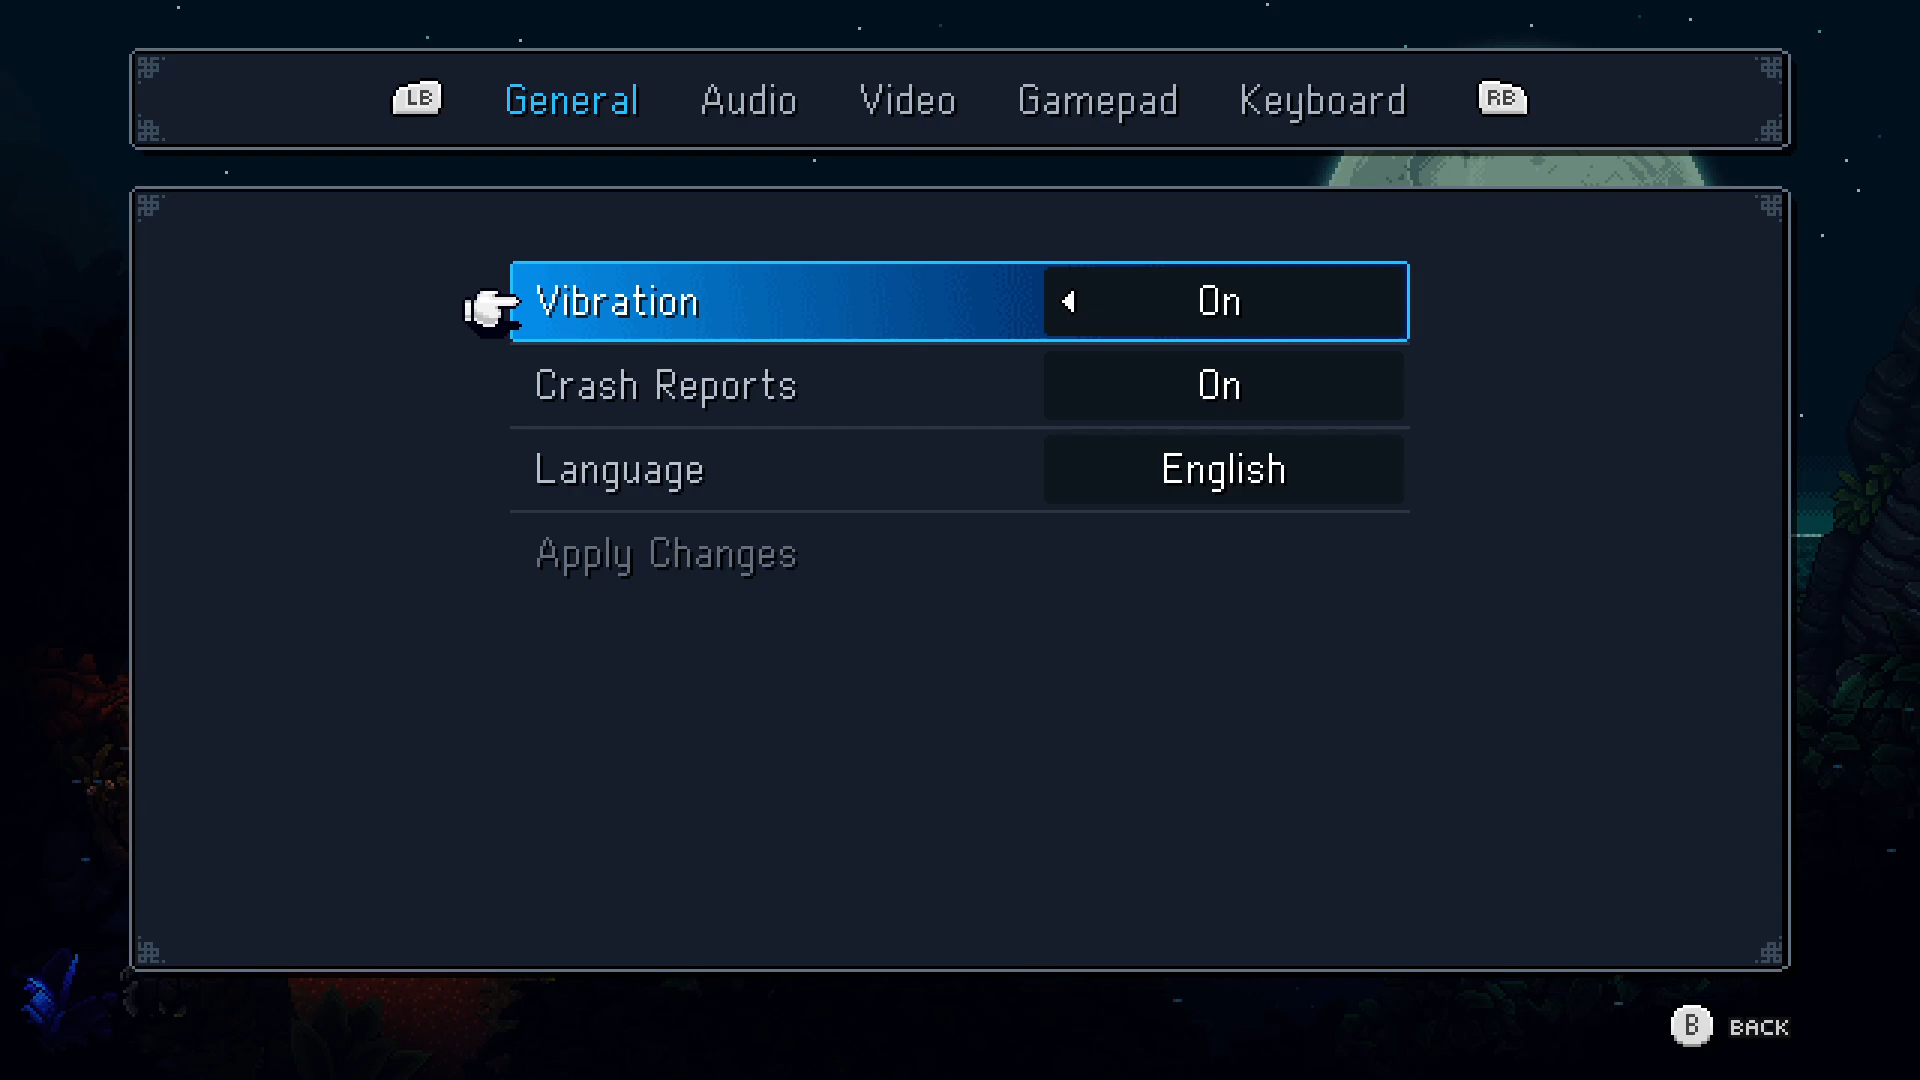 LB General Audio Video Gamepad Keyboard RB
Vibration On
Crash Reports On
Language English
Apply Changes
B BACK